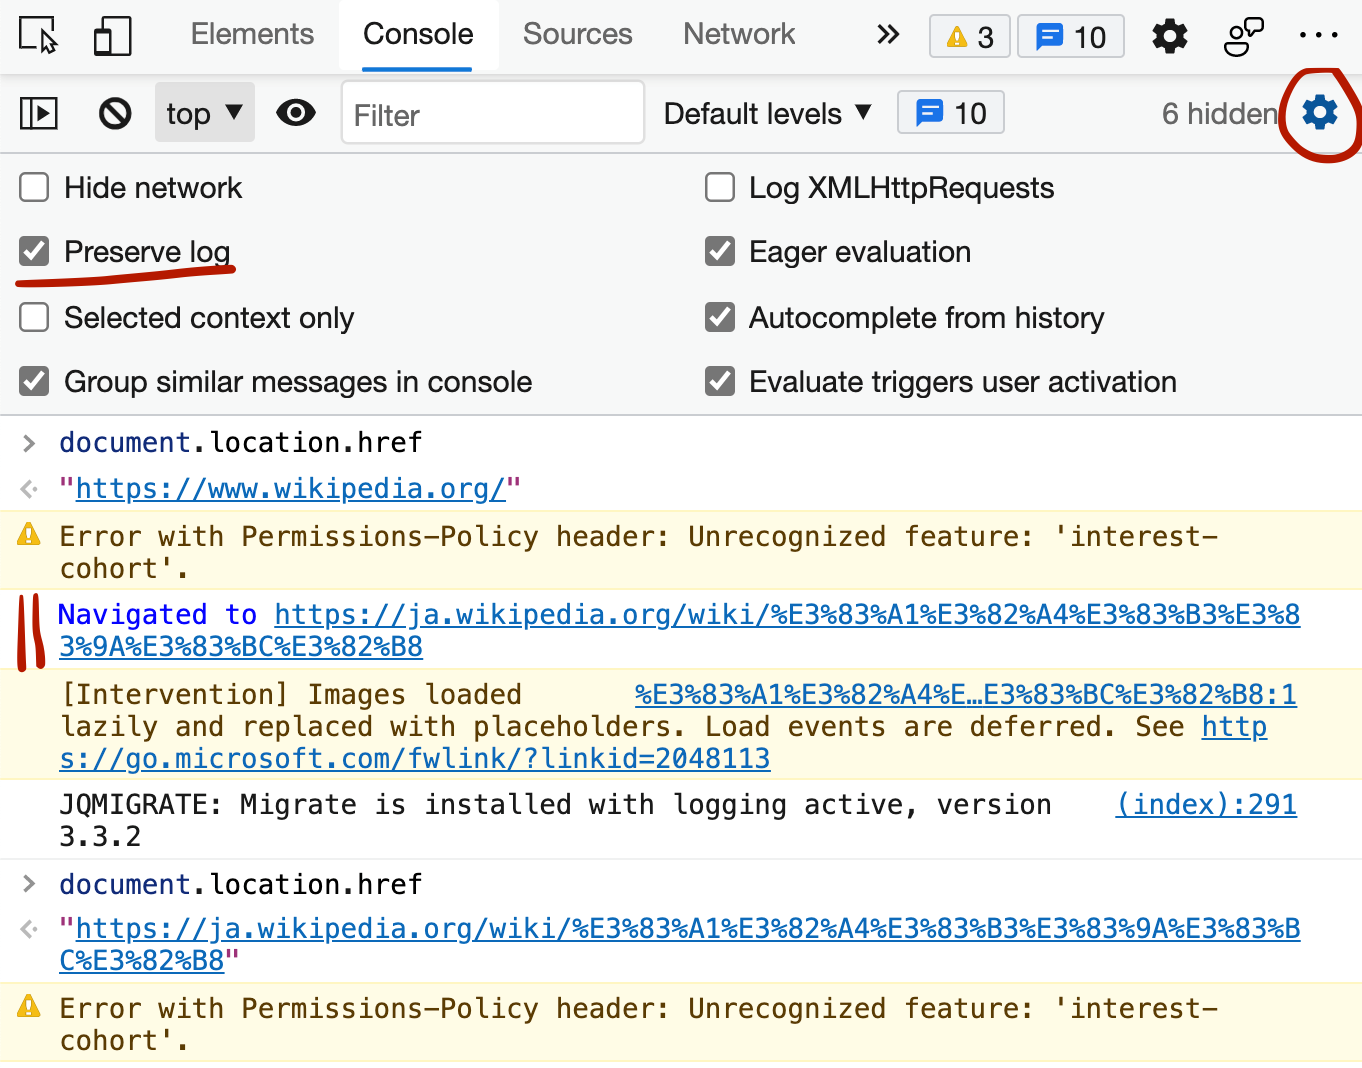 Elements Console Sources Network » 3 10
top ▼ Filter Default levels ▼ 10 6 hidden
Hide network Log XMLHttpRequests
Preserve log Eager evaluation
Selected context only Autocomplete from history
Group similar messages in console Evaluate triggers user activation
> document.location.href
"https://www.wikipedia.org/"
Error with Permissions-Policy header: Unrecognized feature: 'interest-
cohort'.
Navigated to https://ja.wikipedia.org/wiki/%E3%83%A1%E3%82%A4%E3%83%B3%E3%8
3%9A%E3%83%BC%E3%82%B8
[Intervention] Images loaded %E3%83%A1%E3%82%A4%E…E3%83%BC%E3%82%B8:1
lazily and replaced with placeholders. Load events are deferred. See http
s://go.microsoft.com/fwlink/?linkid=2048113
JQMIGRATE: Migrate is installed with logging active, version (index):291
3.3.2
> document.location.href
"https://ja.wikipedia.org/wiki/%E3%83%A1%E3%82%A4%E3%83%B3%E3%83%9A%E3%83%B
C%E3%82%B8"
Error with Permissions-Policy header: Unrecognized feature: 'interest-
cohort'.